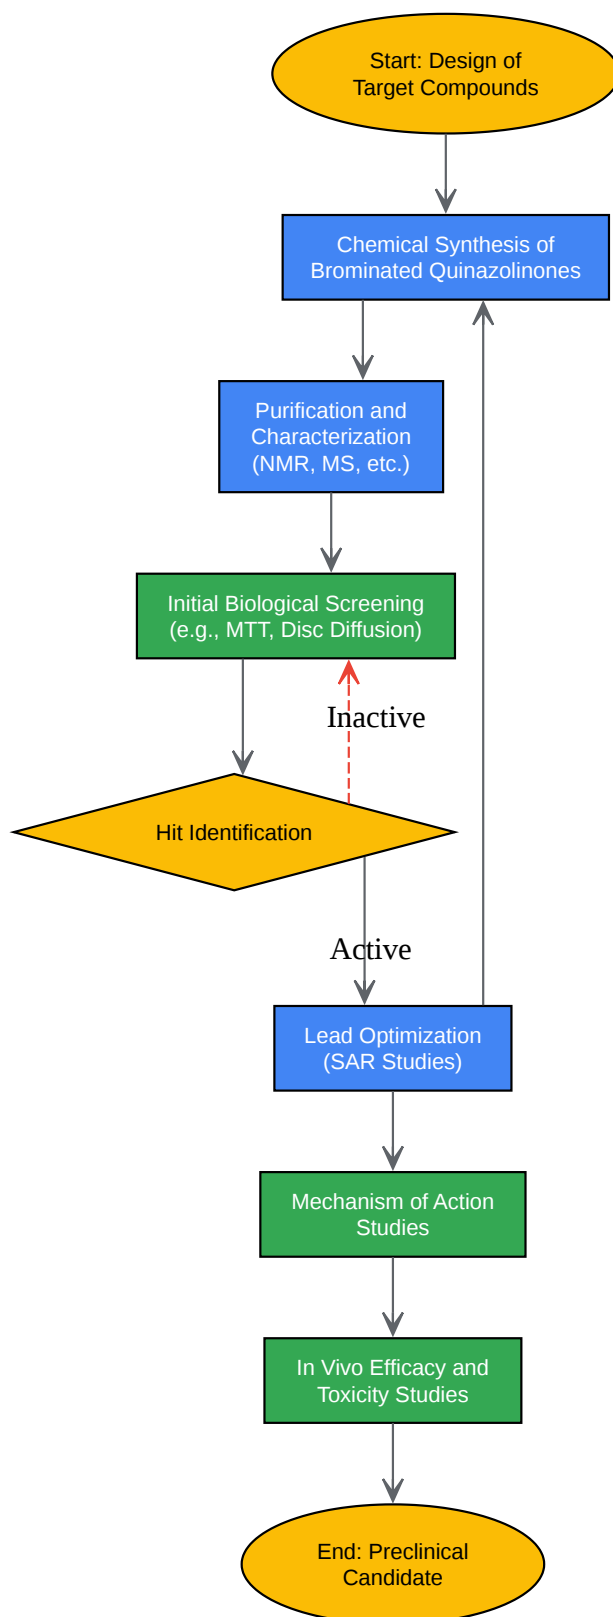 Start: Design of
Target Compounds
Chemical Synthesis of
Brominated Quinazolinones
Purification and
Characterization
(NMR, MS, etc.)
Initial Biological Screening
(e.g., MTT, Disc Diffusion)
Inactive
Hit Identification
Active
Lead Optimization
(SAR Studies)
Mechanism of Action
Studies
In Vivo Efficacy and
Toxicity Studies
End: Preclinical
Candidate